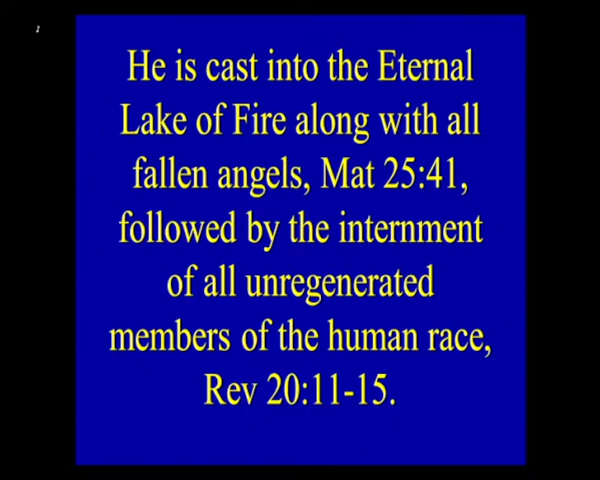 He is cast into the Eternal
Lake of Fire along with all
fallen angels, Mat 25:41,
followed by the internment
of all unregenerated
members of the human race,
Rev 20:11-15.